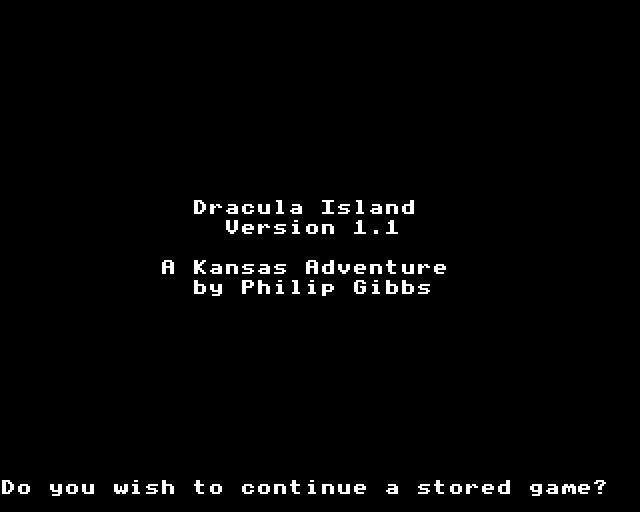 Dracula Island
Version 1.1
A Kansas Adventure
by Philip Gibbs
Do you wish to continue a stored game?